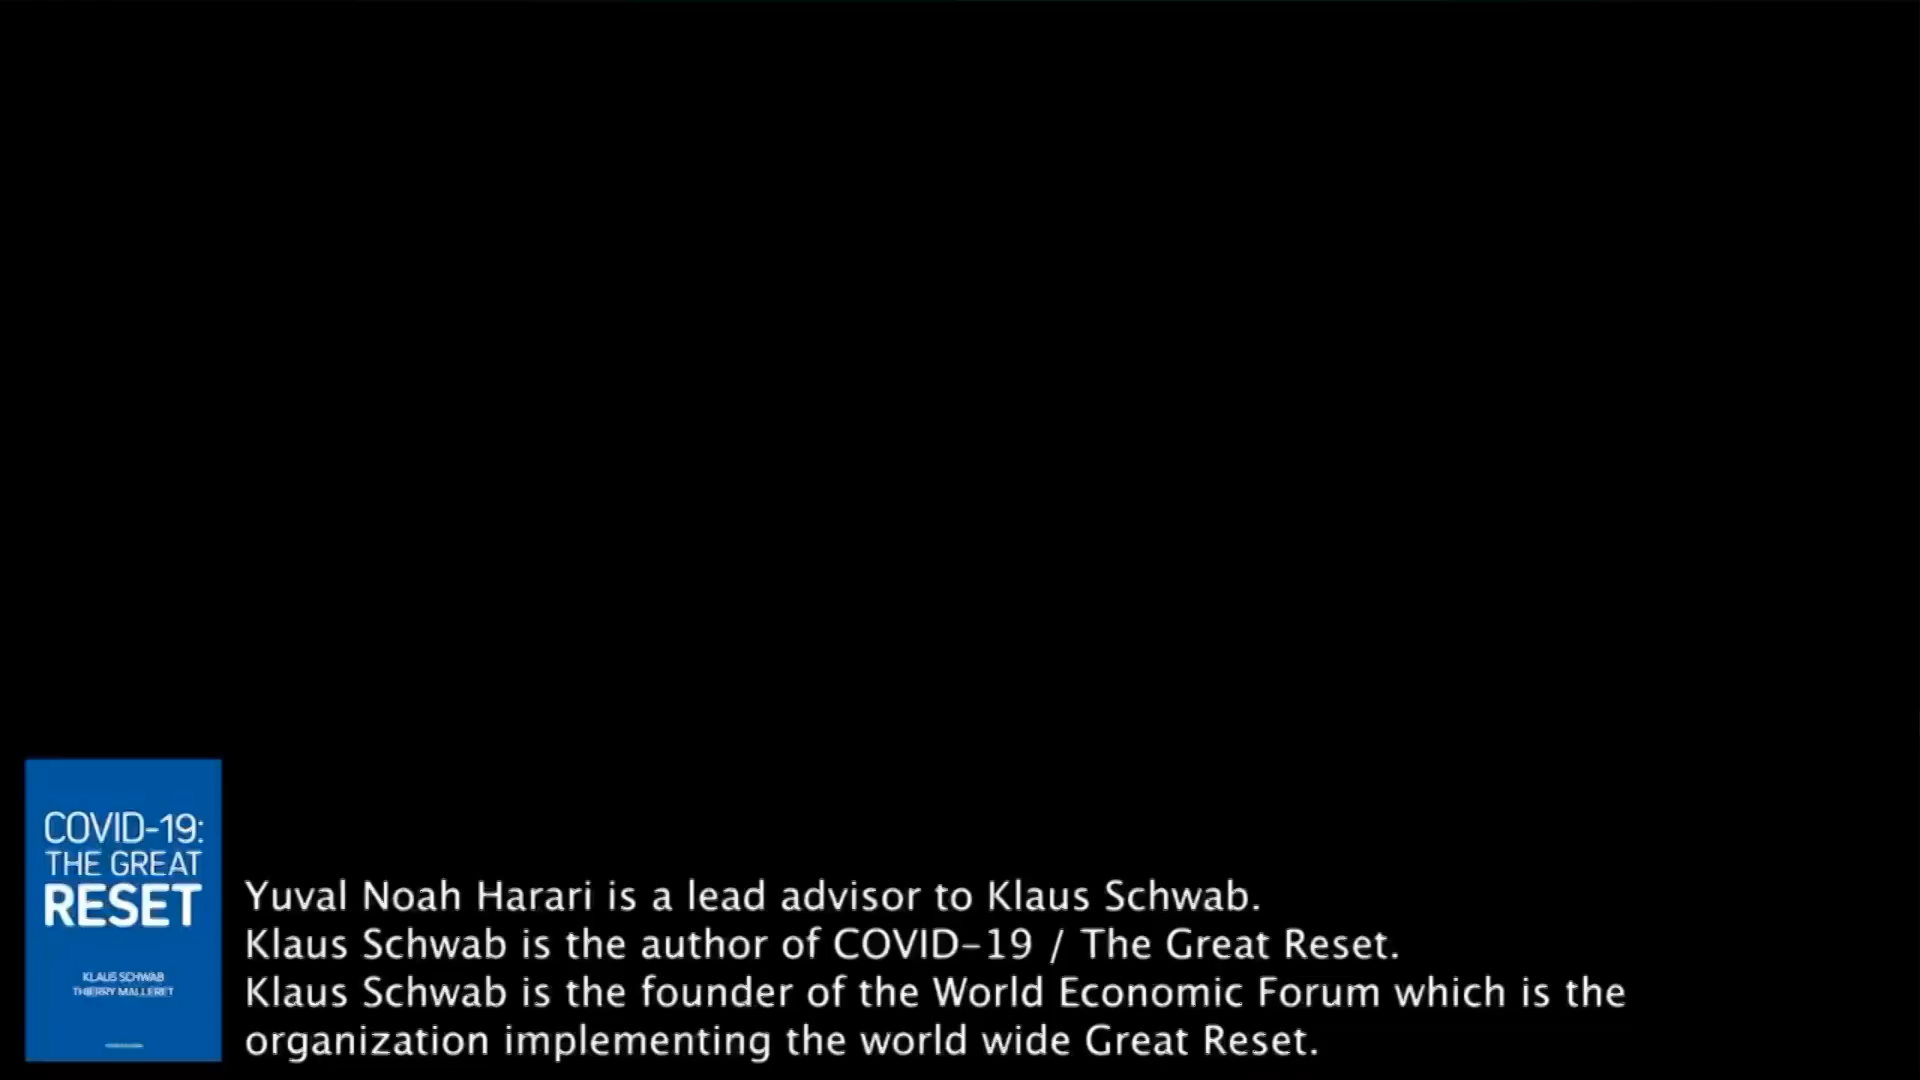 COVID-19:
THE GREAT
RESET
KLAUS SCHWAB
THIERRY MALLERET
Yuval Noah Harari is a lead advisor to Klaus Schwab.
Klaus Schwab is the author of COVID–19 / The Great Reset.
Klaus Schwab is the founder of the World Economic Forum which is the
organization implementing the world wide Great Reset.